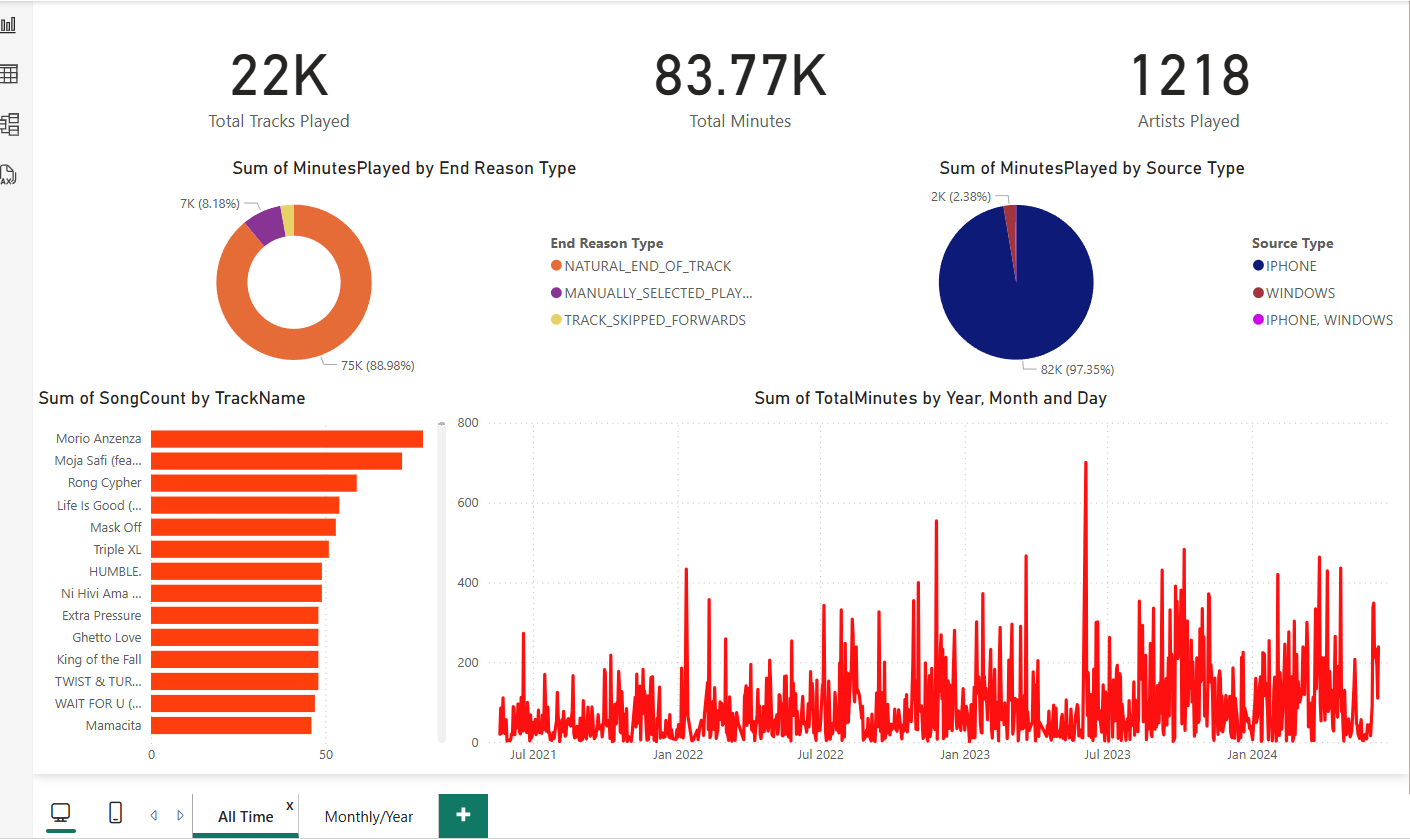 22K
83.77K
1218
Total Tracks Played
Total Minutes
Artists Played
Sum of MinutesPlayed by End Reason Type
7K (8.18%)
75K (88.98%)
End Reason Type
NATURAL_END_OF_TRACK
MANUALLY_SELECTED_PLAY...
TRACK_SKIPPED_FORWARDS
Sum of MinutesPlayed by Source Type
2K (2.38%)
82K (97.35%)
Source Type
IPHONE
WINDOWS
IPHONE, WINDOWS
Sum of SongCount by TrackName
Morio Anzenza
Moja Safi (fea...
Rong Cypher
Life Is Good (...
Mask Off
Triple XL
HUMBLE.
Ni Hivi Ama ...
Extra Pressure
Ghetto Love
King of the Fall
TWIST & TUR...
WAIT FOR U (...
Mamacita
0
50
Sum of TotalMinutes by Year, Month and Day
800
600
400
200
0
Jul 2021
Jan 2022
Jul 2022
Jan 2023
Jul 2023
Jan 2024
All Time
x
Monthly/Year
+